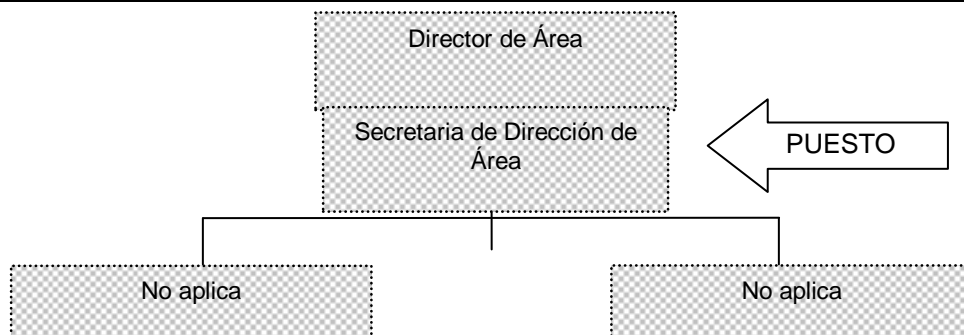 Director de Área
Secretaria de Dirección de
Área
PUESTO
No aplica
No aplica